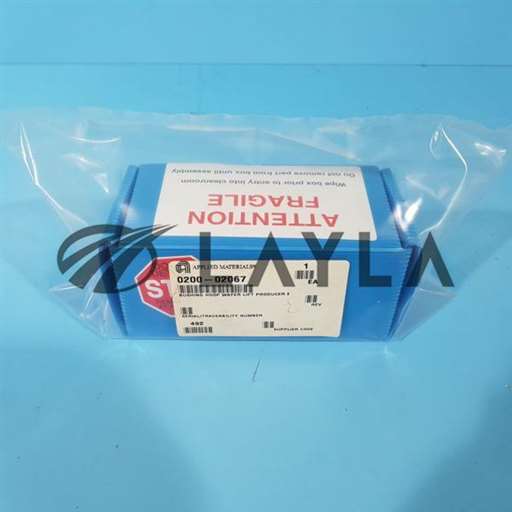 ATTENTION
FRAGILE
Wipe box prior to entry into cleanroom
Do not remove part from box until assembly
APPLIED MATERIALS
1
0200-02067
EA
BUSHING HOOP WAFER LIFT PRODUCER
REV
SERIAL/TRACEABILITY NUMBER
492
SUPPLIER CODE
LAYLA